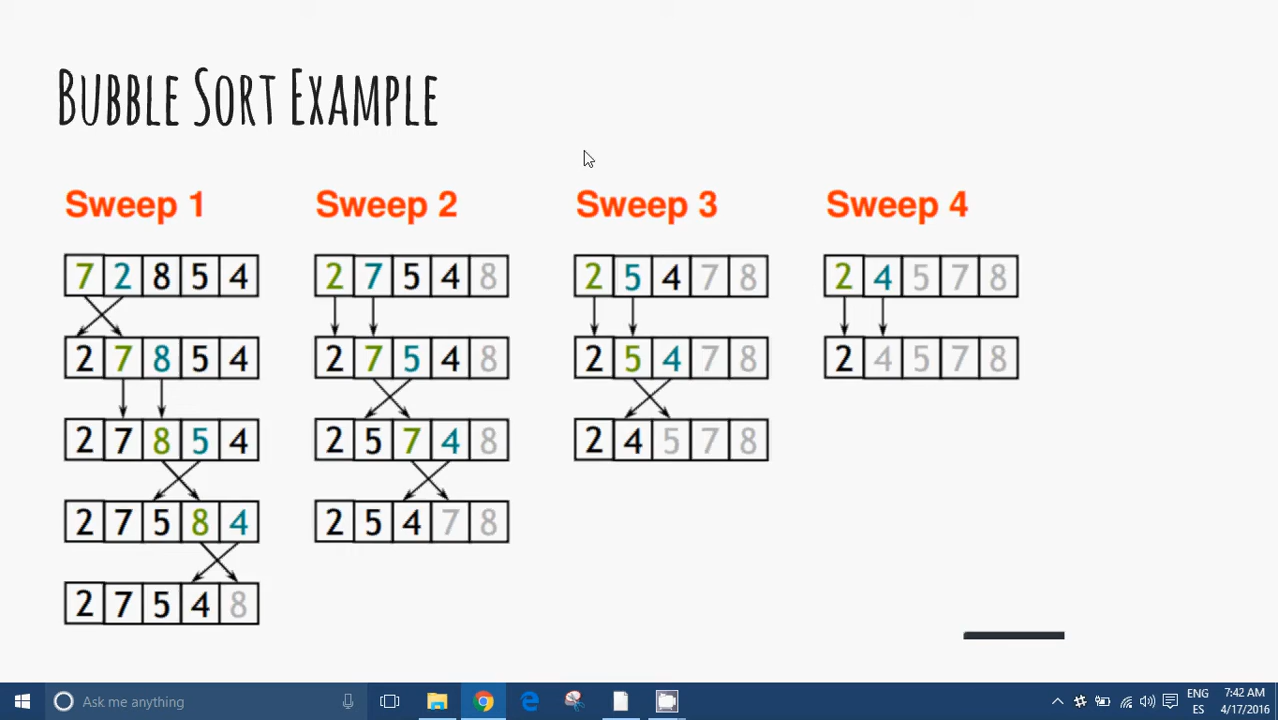 BUBBLE SORT EXAMPLE
Sweep 1
7 2 8 5 4
2 7 8 5 4
2 7 8 5 4
2 7 5 8 4
2 7 5 4 8
Sweep 2
2 7 5 4 8
2 7 5 4 8
2 5 7 4 8
2 5 4 7 8
Sweep 3
2 5 4 7 8
2 5 4 7 8
2 4 5 7 8
Sweep 4
2 4 5 7 8
2 4 5 7 8
Ask me anything
ENG
ES
7:42 AM
4/17/2016